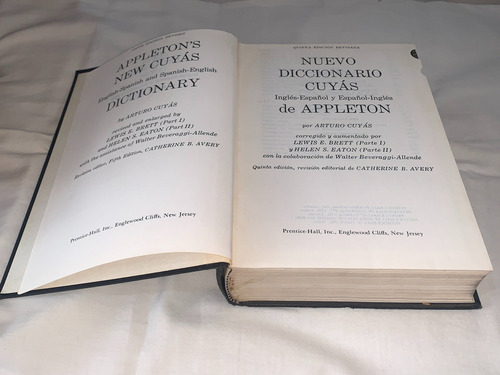 APPLETON'S
NEW CUYÁS
English-Spanish and Spanish-English
DICTIONARY
by ARTURO CUYÁS
revised and enlarged by
LEWIS E. BRETT (Part I)
and HELEN S. EATON (Part II)
with the assistance of Walter Beveraggi-Allende
Revision editor, Fifth Edition, CATHERINE B. AVERY
Prentice-Hall, Inc., Englewood Cliffs, New Jersey
QUINTA EDICIÓN REVISADA
NUEVO
DICCIONARIO
CUYÁS
Inglés-Español y Español-Inglés
de APPLETON
por ARTURO CUYÁS
corregido y aumentado por
LEWIS E. BRETT (Parte I)
y HELEN S. EATON (Parte II)
con la colaboración de Walter Beveraggi-Allende
Quinta edición, revisión editorial de CATHERINE B. AVERY
Prentice-Hall, Inc., Englewood Cliffs, New Jersey